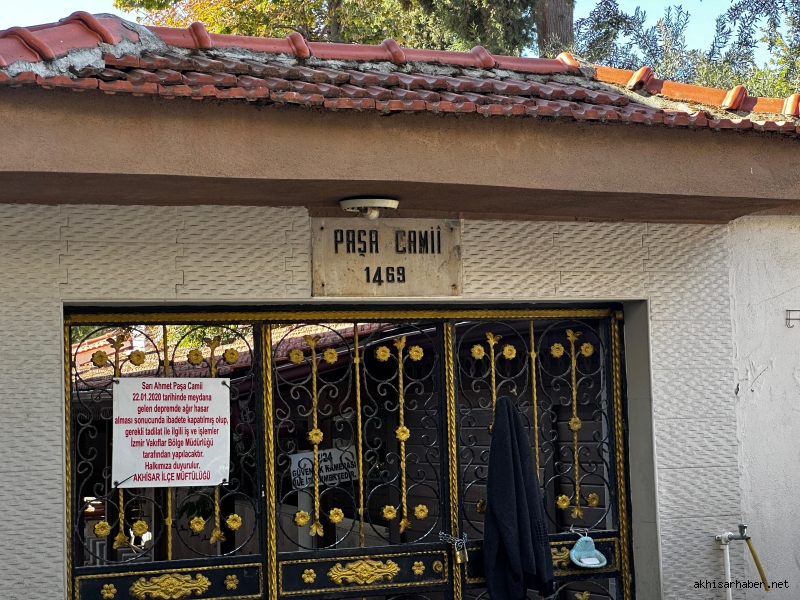 PAŞA CAMİİ
1469
Sarı Ahmet Paşa Camii
22.01.2020 tarihinde meydana
gelen depremde ağır hasar
alması sonucunda ibadete kapatılmış olup,
gerekli tadilat ile ilgili iş ve işlemler
İzmir Vakıflar Bölge Müdürlüğü
tarafından yapılacaktır.
Halkımıza duyurulur.
AKHİSAR İLÇE MÜFTÜLÜĞÜ
GÜVENLİK KAMERASI
akhisarhaber.net